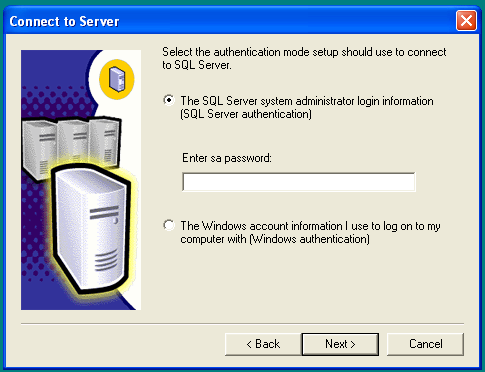 Connect to Server
Select the authentication mode setup should use to connect
to SQL Server.
The SQL Server system administrator login information
(SQL Server authentication)
Enter sa password:
The Windows account information I use to log on to my
computer with (Windows authentication)
< Back
Next >
Cancel